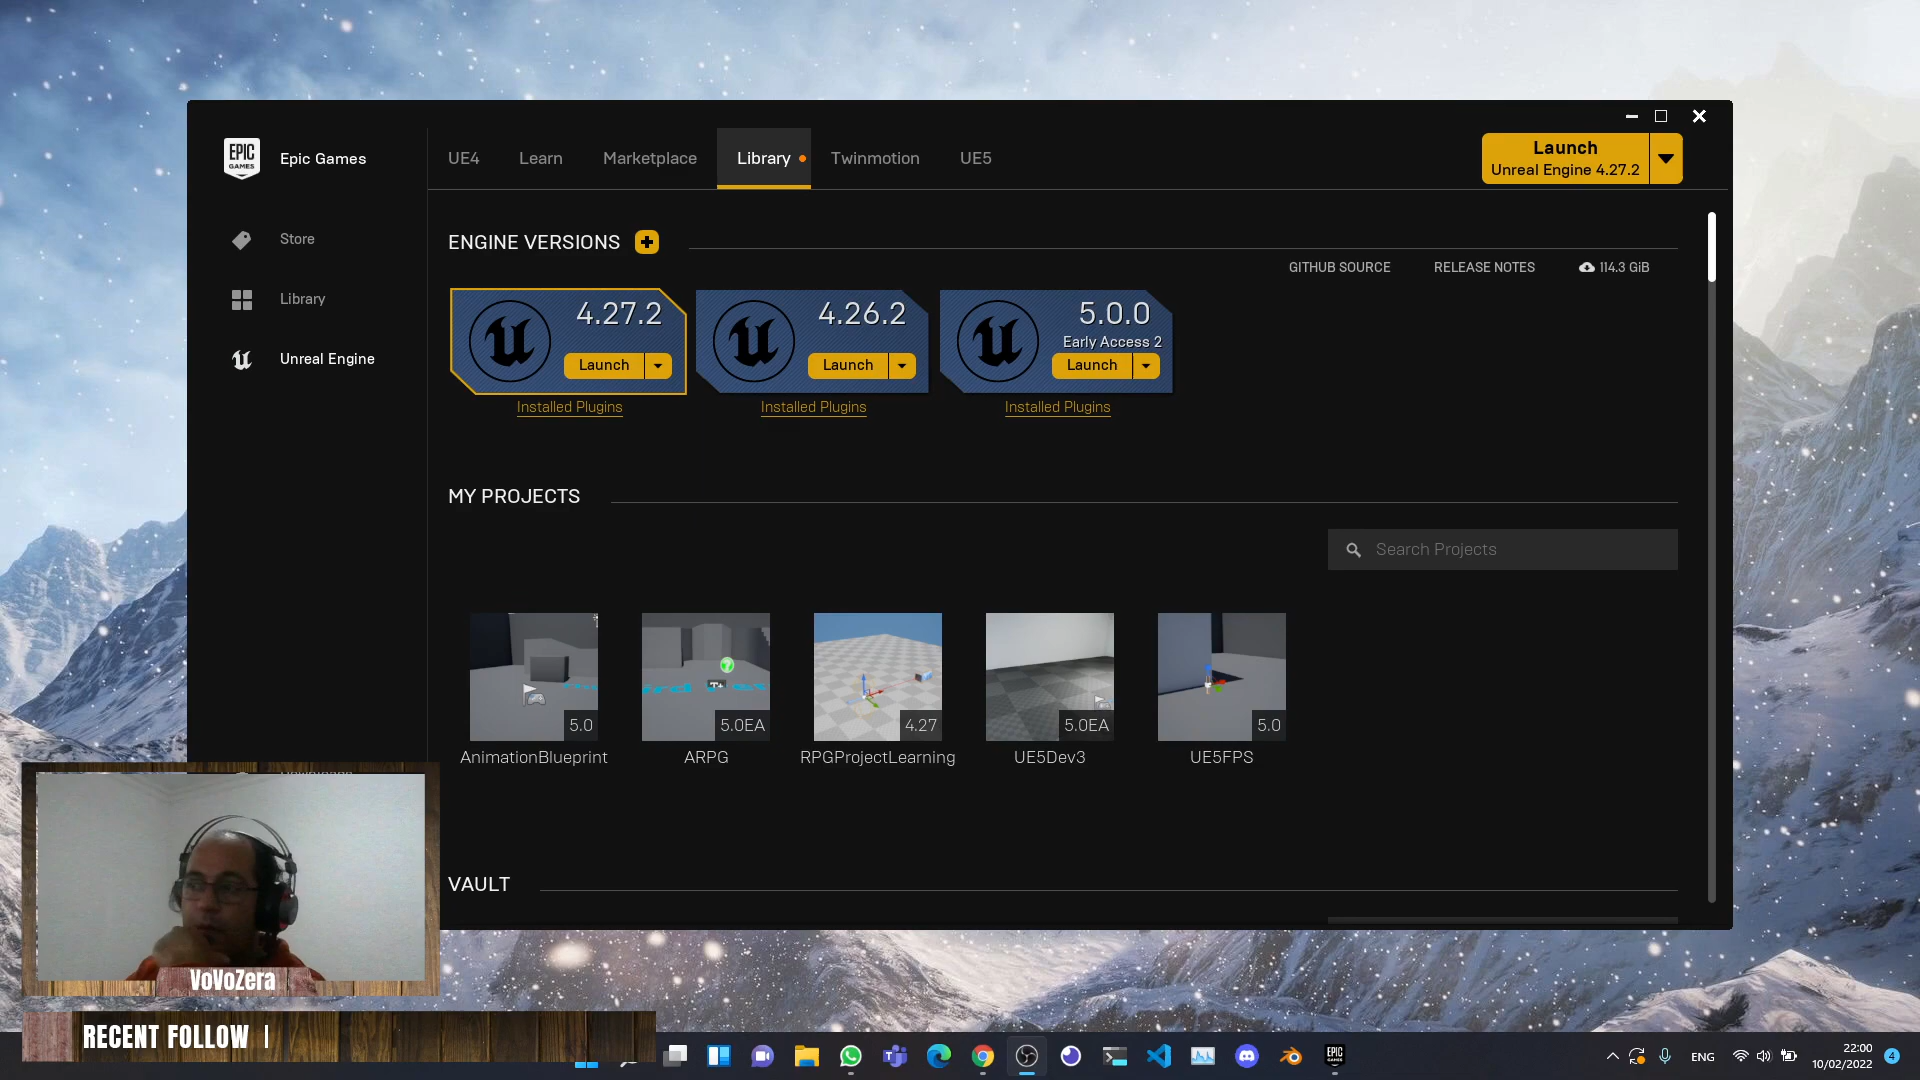 EPIC GAMES
Epic Games
UE4
Learn
Marketplace
Library
Twinmotion
UE5
Launch
Unreal Engine 4.27.2
Store
Library
Unreal Engine
ENGINE VERSIONS
GITHUB SOURCE
RELEASE NOTES
114.3 GiB
4.27.2
Launch
Installed Plugins
4.26.2
Launch
Installed Plugins
5.0.0
Early Access 2
Launch
Installed Plugins
MY PROJECTS
Search Projects
5.0
AnimationBlueprint
5.0EA
ARPG
4.27
RPGProjectLearning
5.0EA
UE5Dev3
5.0
UE5FPS
VAULT
VoVoZera
RECENT FOLLOW |
EPIC GAMES
ENG
22:00
10/02/2022
4